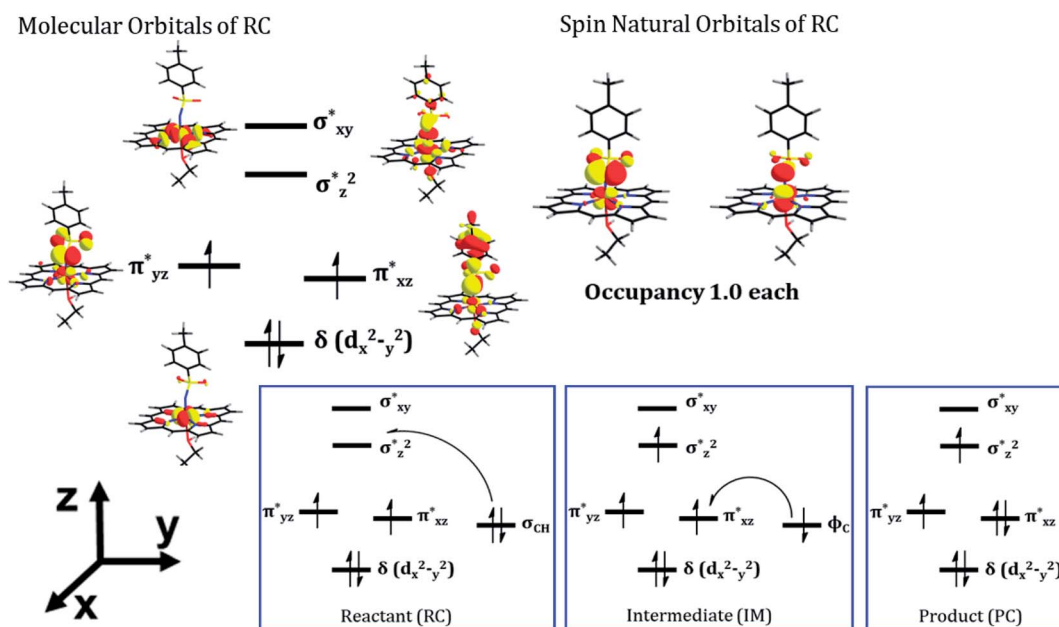 Molecular Orbitals of RC
Spin Natural Orbitals of RC
σ*xy
σ*z²
π*yz
π*xz
Occupancy 1.0 each
δ (dx²-y²)
z
y
x
σ*xy
σ*z²
π*yz
π*xz
σCH
δ (dx²-y²)
Reactant (RC)
σ*xy
σ*z²
π*yz
π*xz
ϕC
δ (dx²-y²)
Intermediate (IM)
σ*xy
σ*z²
π*yz
π*xz
δ (dx²-y²)
Product (PC)